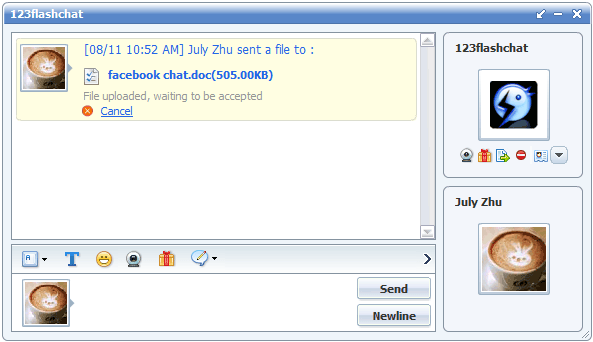 123flashchat
[08/11 10:52 AM] July Zhu sent a file to :
facebook chat.doc(505.00KB)
File uploaded, waiting to be accepted
Cancel
123flashchat
July Zhu
A
T
Send
Newline